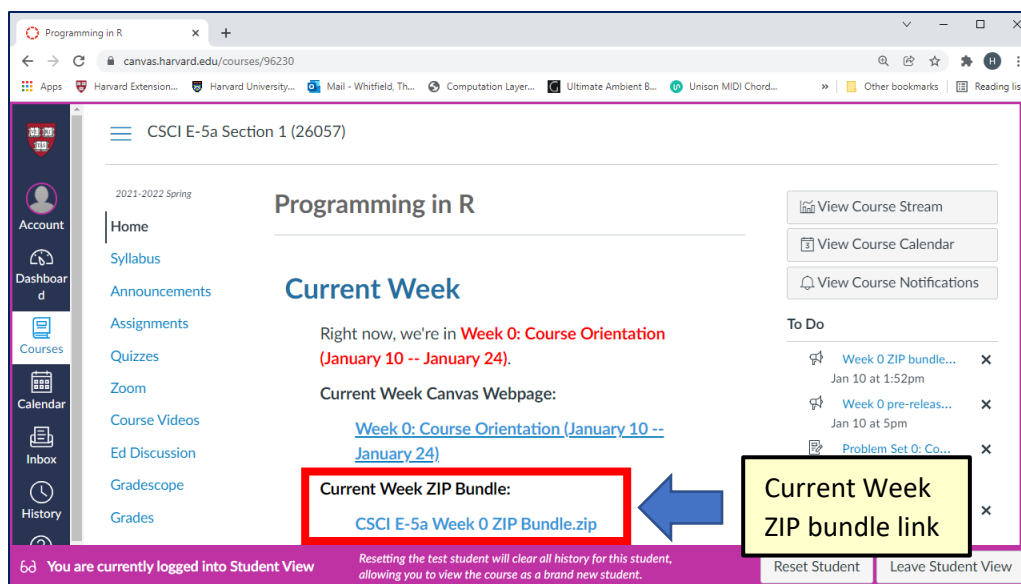 Programming in R
canvas.harvard.edu/courses/96230
H
Apps Harvard Extension... Harvard University... Mail - Whitfield, Th... Computation Layer... Ultimate Ambient B... Unison MIDI Chord... » Other bookmarks Reading lis
CSCI E-5a Section 1 (26057)
Account
Dashboar
d
Courses
Calendar
Inbox
History
2021-2022 Spring
Home
Syllabus
Announcements
Assignments
Quizzes
Zoom
Course Videos
Ed Discussion
Gradescope
Grades
Programming in R
Current Week
Right now, we're in Week 0: Course Orientation
(January 10 -- January 24).
Current Week Canvas Webpage:
Week 0: Course Orientation (January 10 --
January 24)
Current Week ZIP Bundle:
CSCI E-5a Week 0 ZIP Bundle.zip
View Course Stream
View Course Calendar
View Course Notifications
To Do
Week 0 ZIP bundle...
Jan 10 at 1:52pm
Week 0 pre-releas...
Jan 10 at 5pm
Problem Set 0: Co...
Current Week
ZIP bundle link
You are currently logged into Student View
Resetting the test student will clear all history for this student,
allowing you to view the course as a brand new student.
Reset Student
Leave Student View